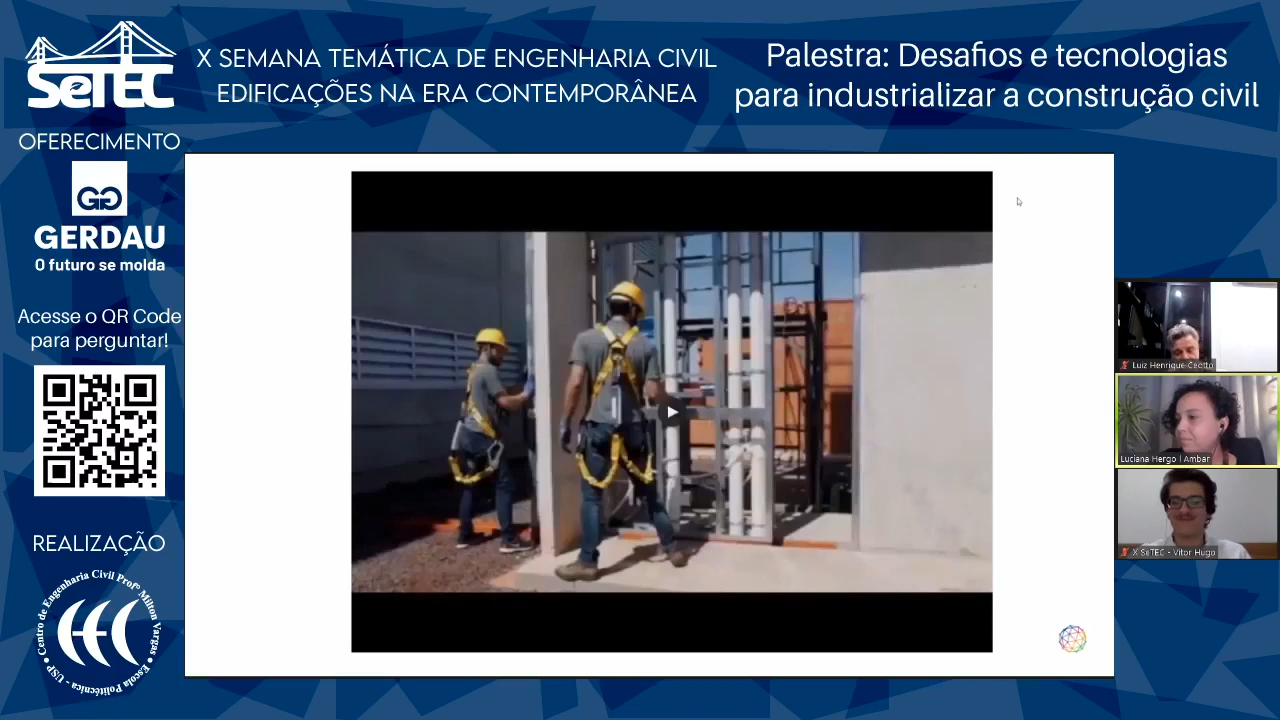 SeTEC
X SEMANA TEMÁTICA DE ENGENHARIA CIVIL
EDIFICAÇÕES NA ERA CONTEMPORÂNEA
Palestra: Desafios e tecnologias
para industrializar a construção civil
OFERECIMENTO
GERDAU
O futuro se molda
Acesse o QR Code
para perguntar!
REALIZAÇÃO
Centro de Engenharia Civil Profº Milton Vargas • Escola Politécnica - USP •
CEC
Luiz Henrique Ceotto
Luciana Hergo | Ambar
X SeTEC - Vitor Hugo